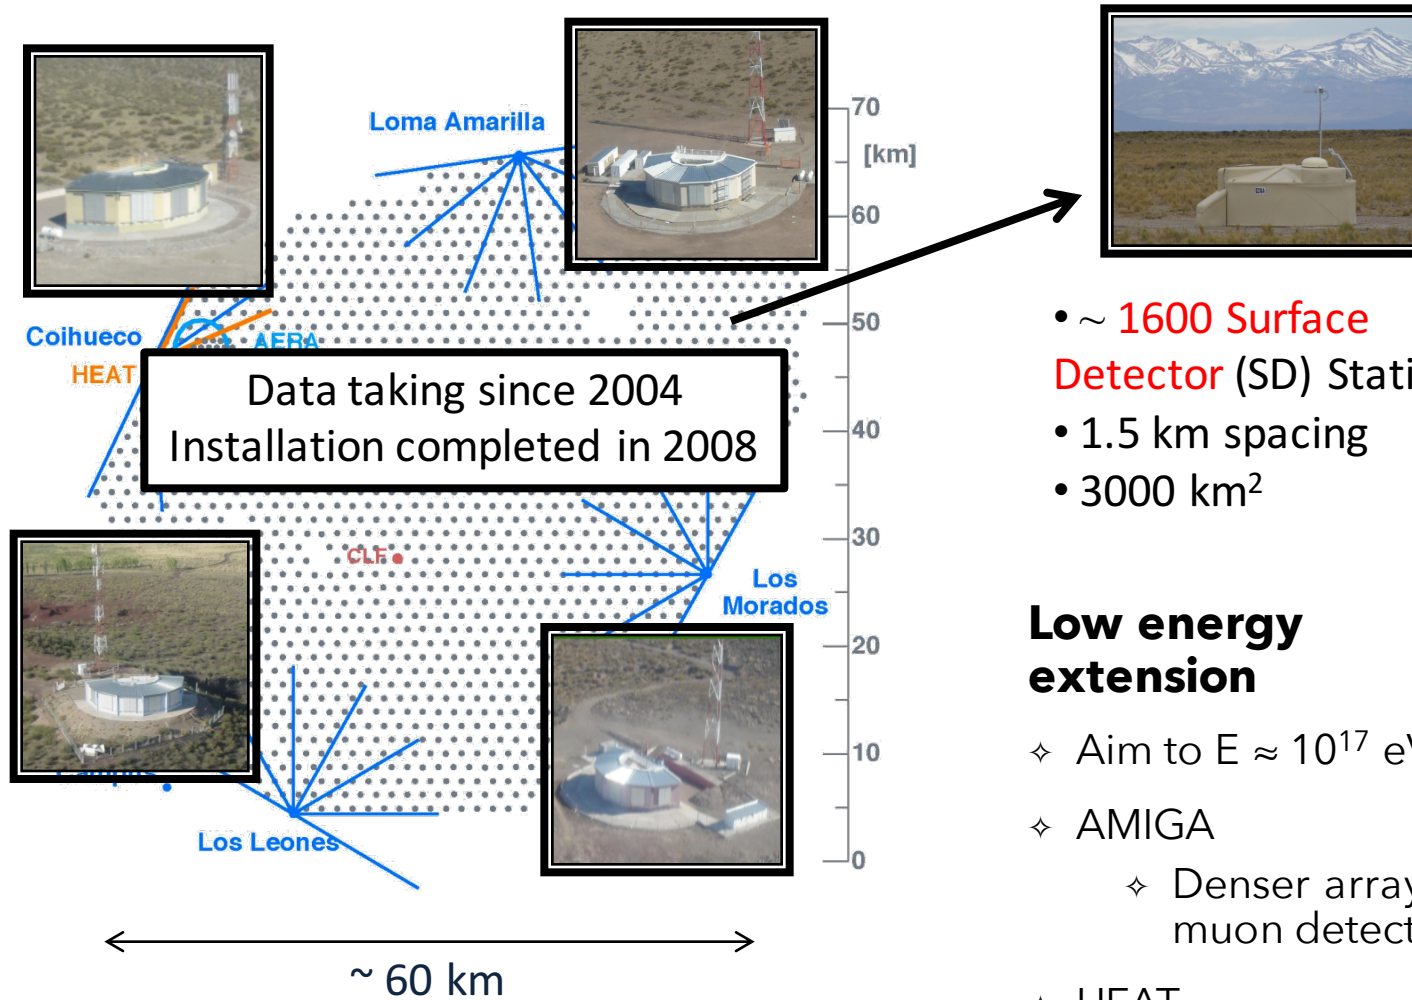 Loma Amarilla
70
[km]
60
50
40
30
20
10
0
Coihueco
HEAT
AERA
Data taking since 2004
Installation completed in 2008
CLF
Los
Morados
Los Leones
~ 60 km
• ~ 1600 Surface
Detector (SD) Stati
• 1.5 km spacing
• 3000 km²
Low energy
extension
✧ Aim to E ≈ 10¹⁷ eV
✧ AMIGA
✧ Denser array
muon detect
✧ HEAT